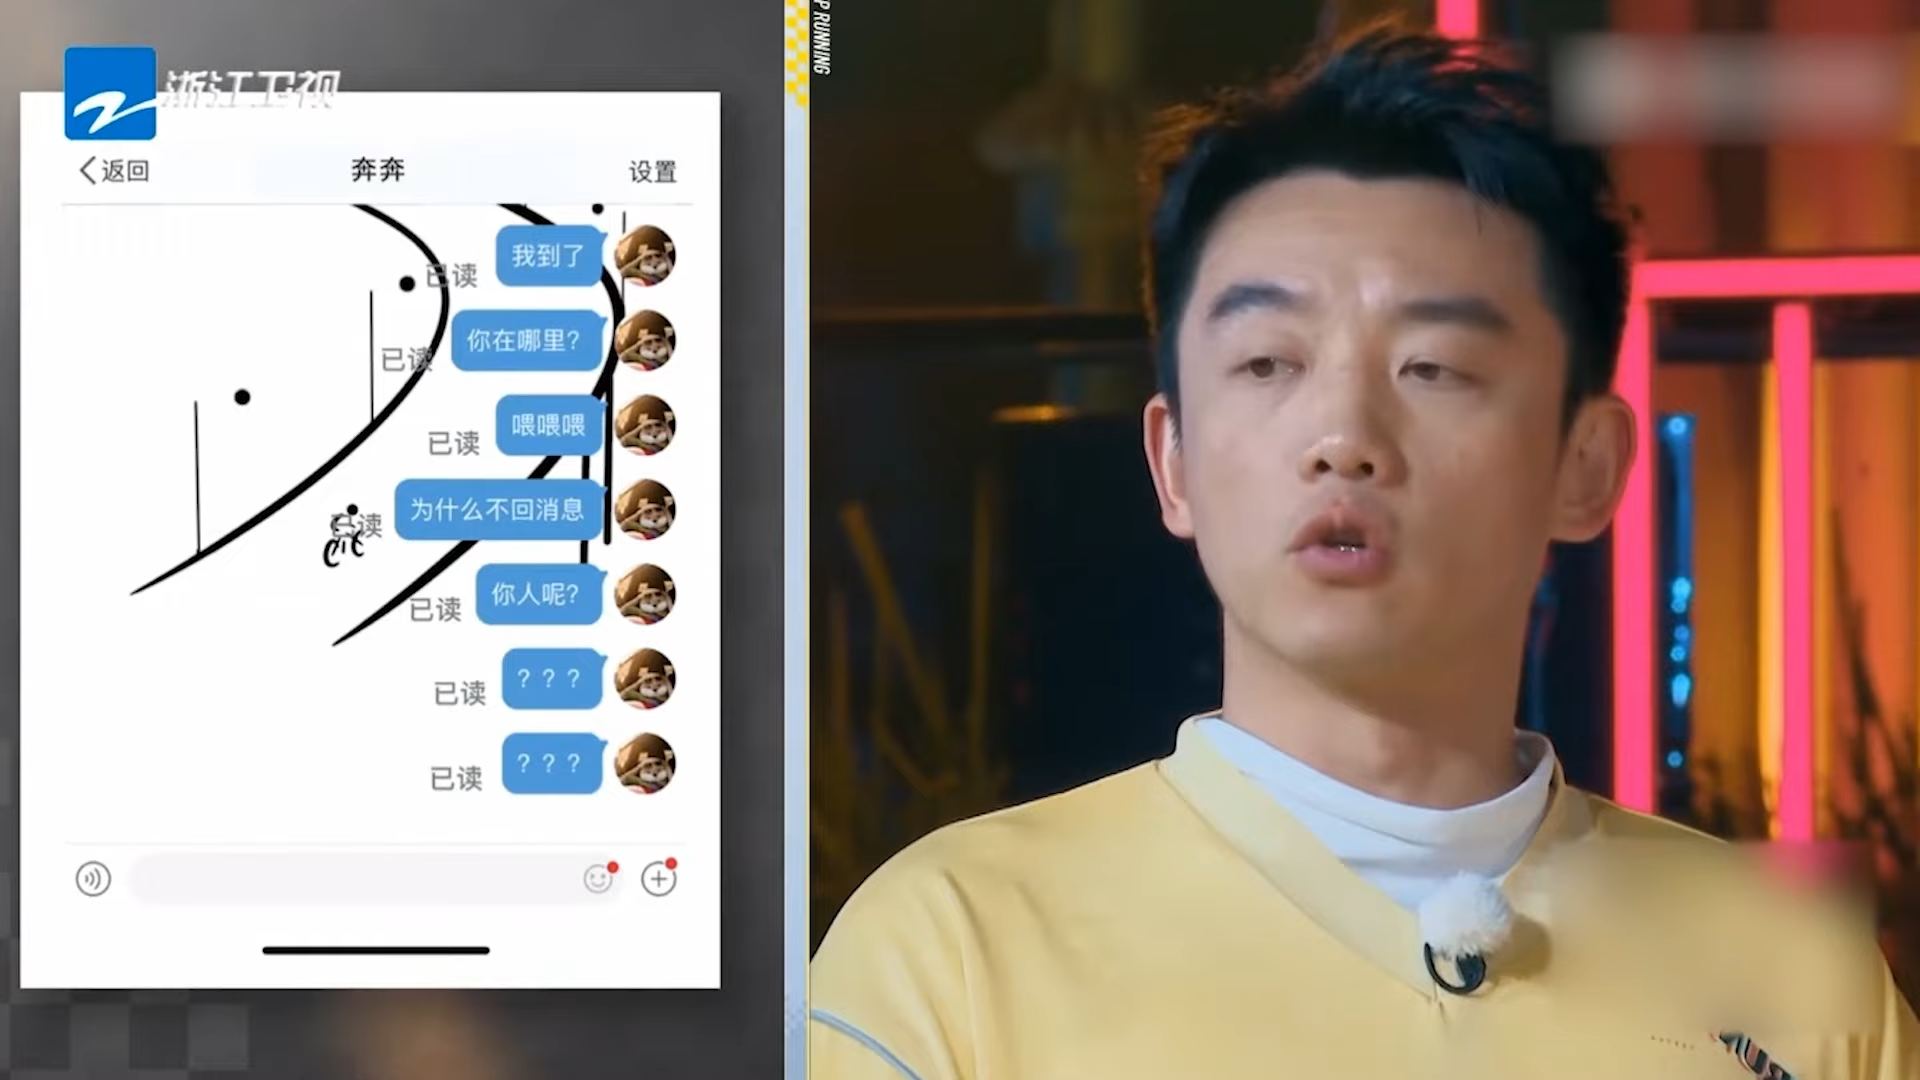 浙江卫视
P RUNNING
返回
奔奔
设置
我到了
已读
你在哪里?
已读
喂喂喂
已读
为什么不回消息
已读
你人呢?
已读
? ? ?
已读
? ? ?
已读